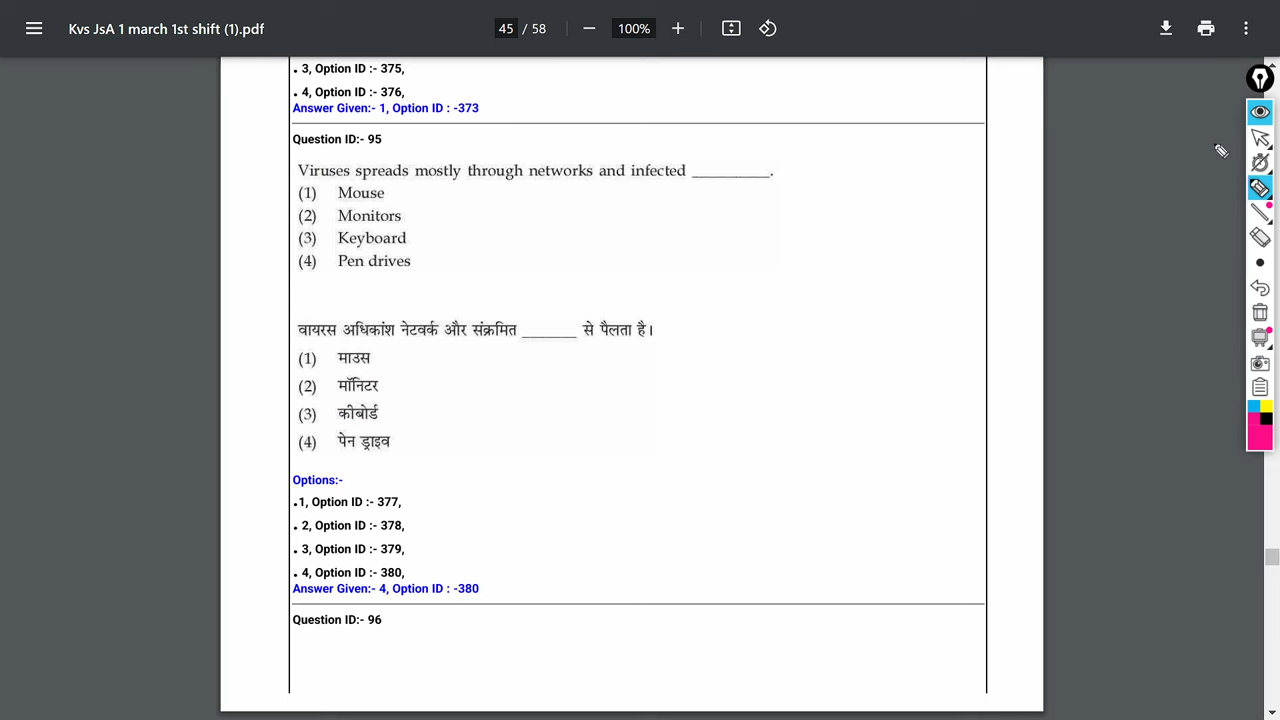 Kvs JsA 1 march 1st shift (1).pdf
45 / 58
100%
. 3, Option ID :- 375,
. 4, Option ID :- 376,
Answer Given:- 1, Option ID : -373
Question ID:- 95
Viruses spreads mostly through networks and infected __________.
(1) Mouse
(2) Monitors
(3) Keyboard
(4) Pen drives
वायरस अधिकांश नेटवर्क और संक्रमित _______ से पैलता है।
(1) माउस
(2) मॉनिटर
(3) कीबोर्ड
(4) पेन ड्राइव
Options:-
.1, Option ID :- 377,
. 2, Option ID :- 378,
. 3, Option ID :- 379,
. 4, Option ID :- 380,
Answer Given:- 4, Option ID : -380
Question ID:- 96